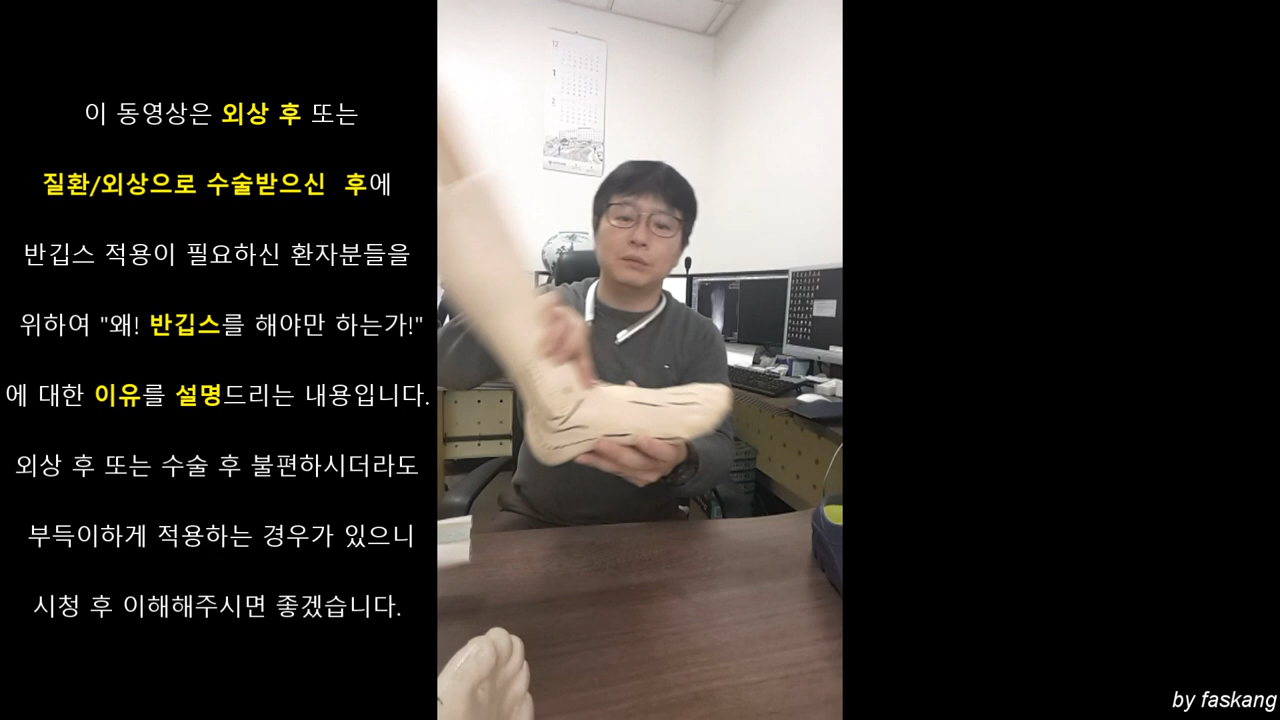 이 동영상은 외상 후 또는
질환/외상으로 수술받으신 후에
반깁스 적용이 필요하신 환자분들을
위하여 "왜! 반깁스를 해야만 하는가!"
에 대한 이유를 설명드리는 내용입니다.
외상 후 또는 수술 후 불편하시더라도
부득이하게 적용하는 경우가 있으니
시청 후 이해해주시면 좋겠습니다.
12
1
2
by faskang